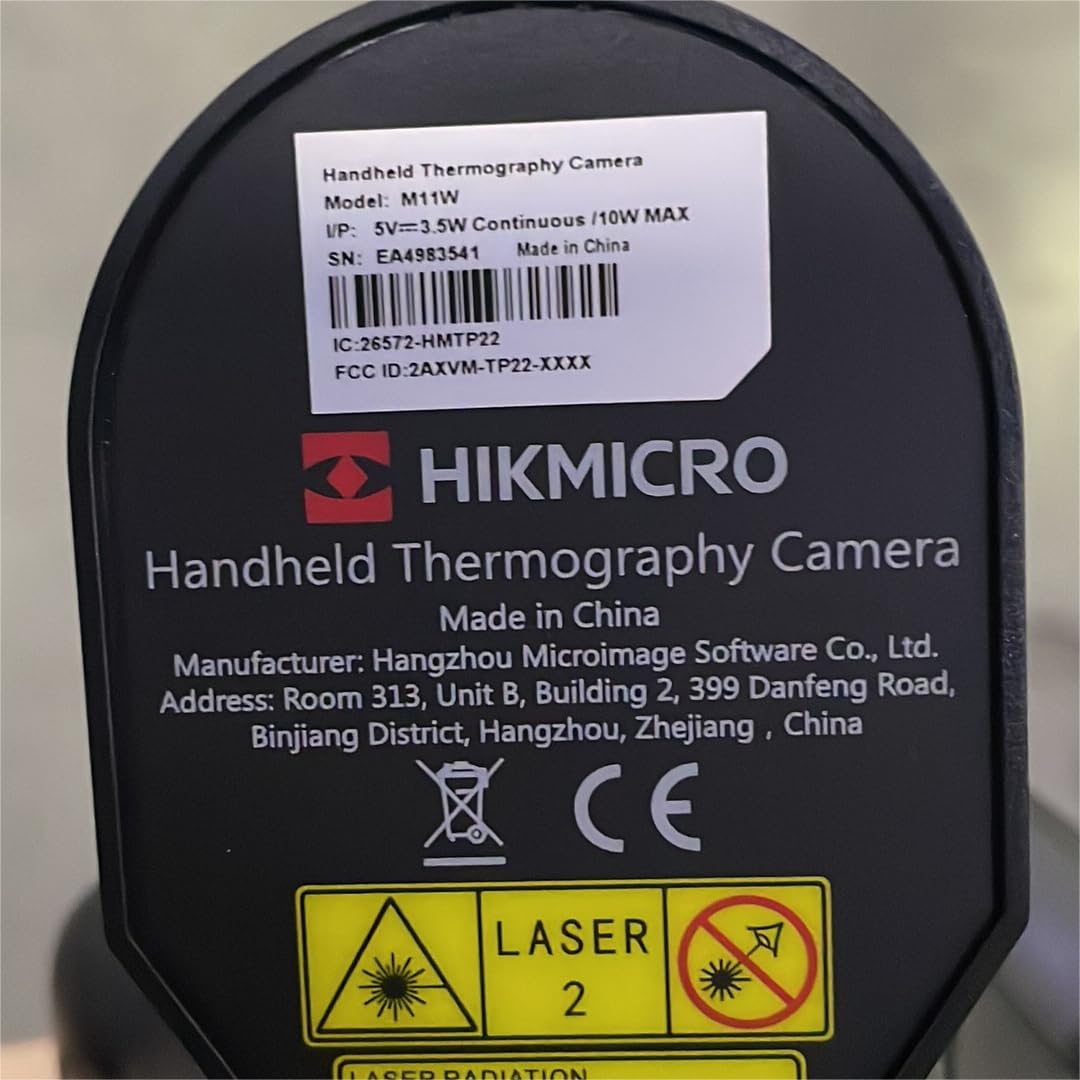 Handheld Thermography Camera
Model: M11W
I/P: 5V⎓3.5W Continuous /10W MAX
SN: EA4983541 Made in China
IC:26572-HMTP22
FCC ID:2AXVM-TP22-XXXX
HIKMICRO
Handheld Thermography Camera
Made in China
Manufacturer: Hangzhou Microimage Software Co., Ltd.
Address: Room 313, Unit B, Building 2, 399 Danfeng Road,
Binjiang District, Hangzhou, Zhejiang , China
CE
LASER
2
LASER RADIATION